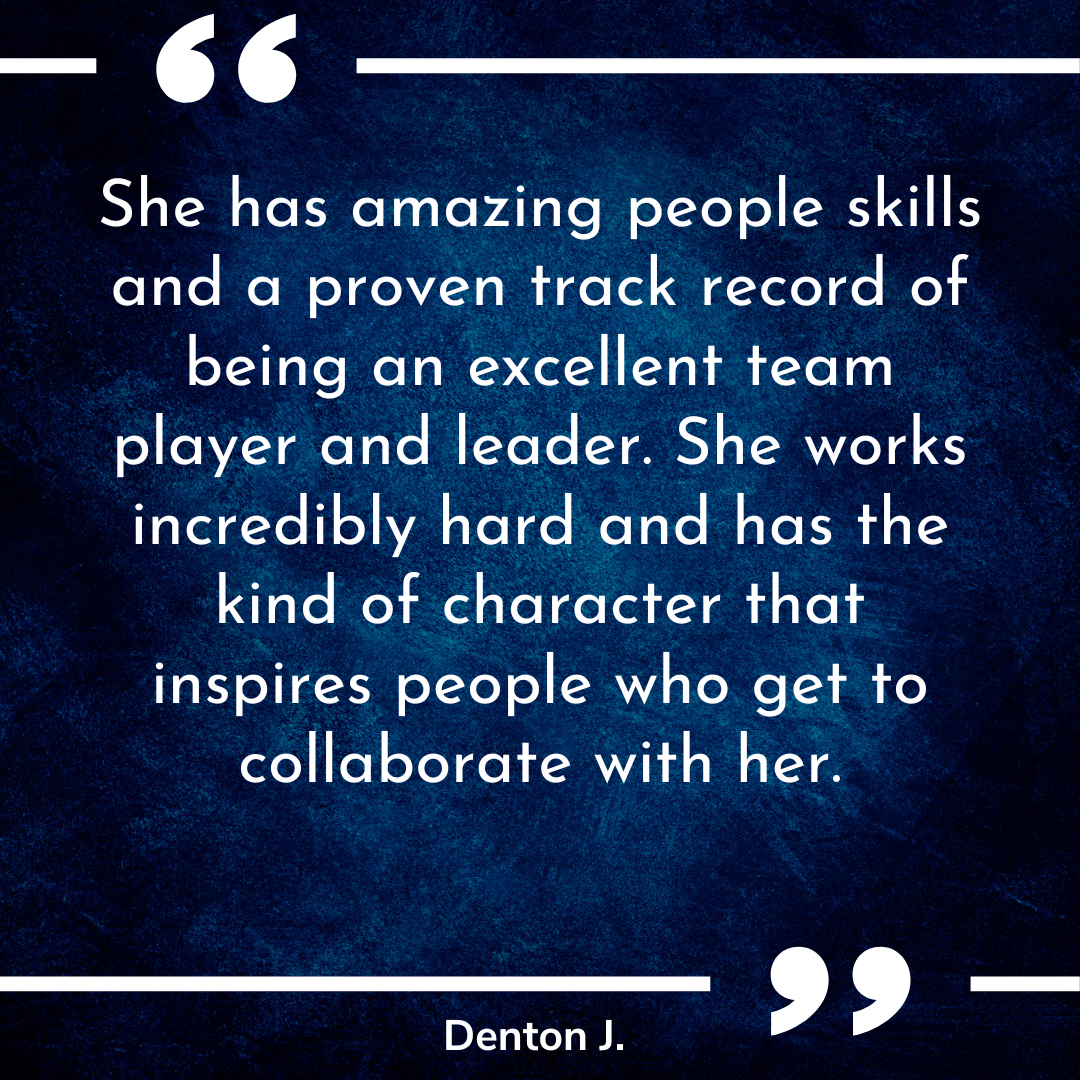 “
She has amazing people skills
and a proven track record of
being an excellent team
player and leader. She works
incredibly hard and has the
kind of character that
inspires people who get to
collaborate with her.
”
Denton J.